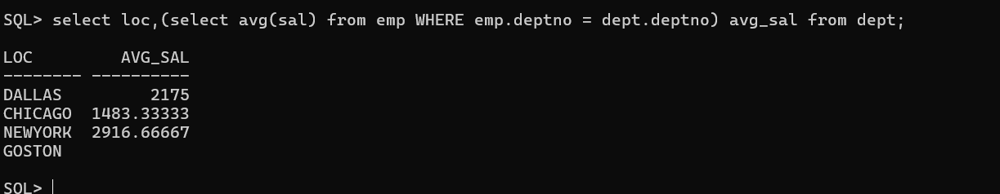 SQL> select loc,(select avg(sal) from emp WHERE emp.deptno = dept.deptno) avg_sal from dept;
LOC         AVG_SAL
-------- ----------
DALLAS         2175
CHICAGO  1483.33333
NEWYORK  2916.66667
GOSTON
SQL>